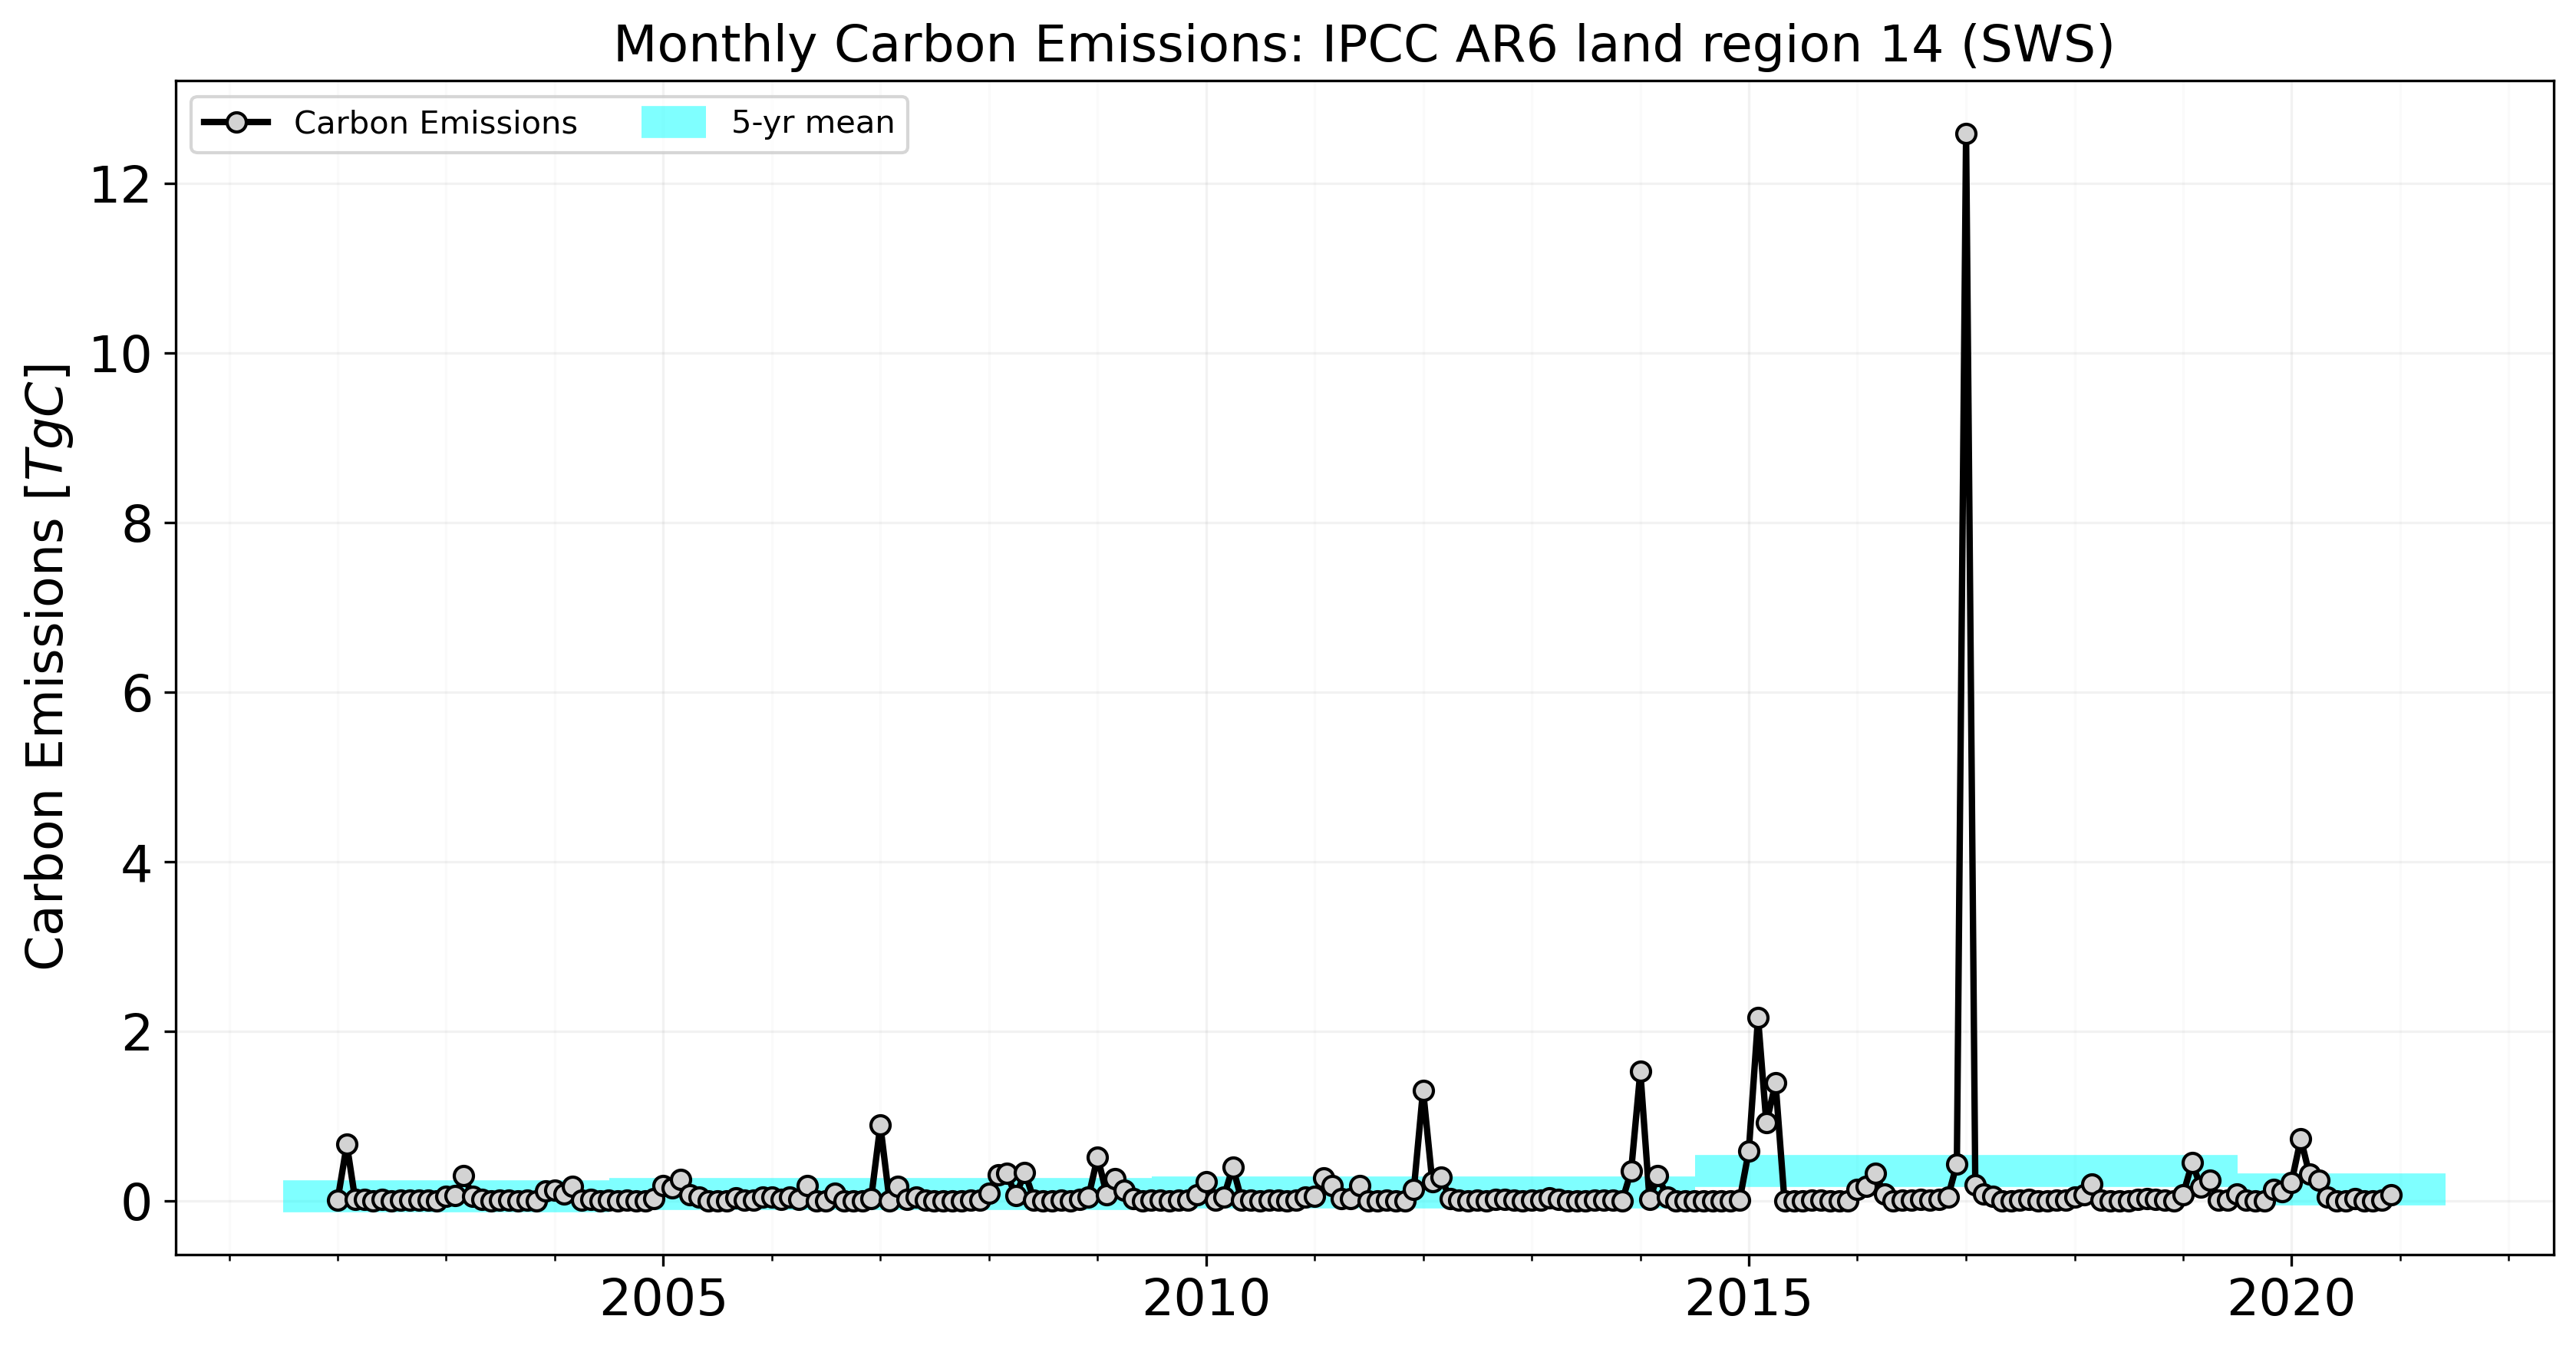 Monthly Carbon Emissions: IPCC AR6 land region 14 (SWS)
Carbon Emissions
5-yr mean
Carbon Emissions [TgC]
12
10
8
6
4
2
0
2005
2010
2015
2020